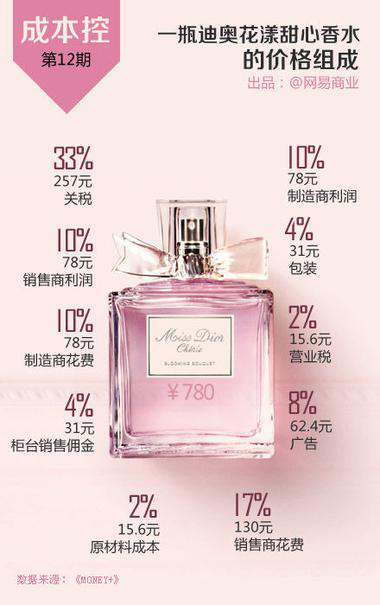 成本控
第12期
一瓶迪奥花漾甜心香水
的价格组成
出品：@网易商业
33%
257元
关税
10%
78元
销售商利润
10%
78元
制造商花费
4%
31元
柜台销售佣金
2%
15.6元
原材料成本
10%
78元
制造商利润
4%
31元
包装
2%
15.6元
营业税
8%
62.4元
广告
17%
130元
销售商花费
Miss Dior
Chérie
BLOOMING BOUQUET
￥780
数据来源：《MONEY+》